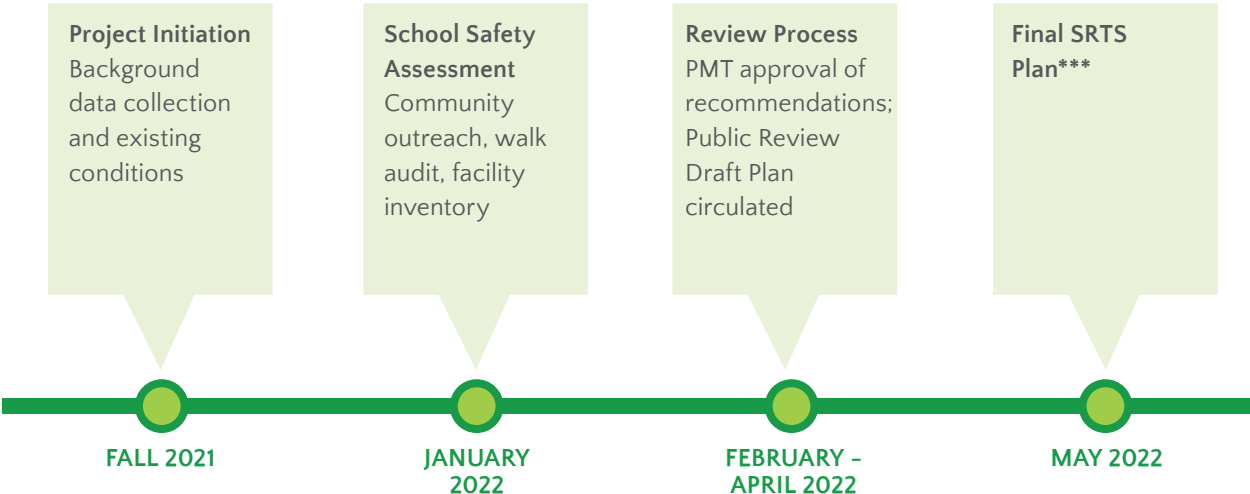 Project Initiation
Background
data collection
and existing
conditions
School Safety
Assessment
Community
outreach, walk
audit, facility
inventory
Review Process
PMT approval of
recommendations;
Public Review
Draft Plan
circulated
Final SRTS
Plan***
FALL 2021
JANUARY
2022
FEBRUARY –
APRIL 2022
MAY 2022